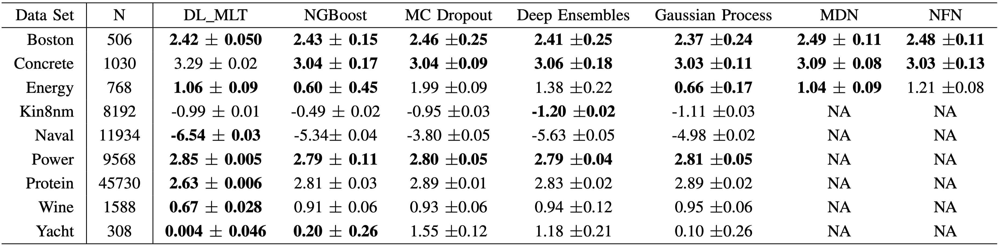 Data Set N DL_MLT NGBoost MC Dropout Deep Ensembles Gaussian Process MDN NFN
Boston 506 2.42 ± 0.050 2.43 ± 0.15 2.46 ±0.25 2.41 ±0.25 2.37 ±0.24 2.49 ± 0.11 2.48 ±0.11
Concrete 1030 3.29 ± 0.02 3.04 ± 0.17 3.04 ±0.09 3.06 ±0.18 3.03 ±0.11 3.09 ± 0.08 3.03 ±0.13
Energy 768 1.06 ± 0.09 0.60 ± 0.45 1.99 ±0.09 1.38 ±0.22 0.66 ±0.17 1.04 ± 0.09 1.21 ±0.08
Kin8nm 8192 -0.99 ± 0.01 -0.49 ± 0.02 -0.95 ±0.03 -1.20 ±0.02 -1.11 ±0.03 NA NA
Naval 11934 -6.54 ± 0.03 -5.34± 0.04 -3.80 ±0.05 -5.63 ±0.05 -4.98 ±0.02 NA NA
Power 9568 2.85 ± 0.005 2.79 ± 0.11 2.80 ±0.05 2.79 ±0.04 2.81 ±0.05 NA NA
Protein 45730 2.63 ± 0.006 2.81 ± 0.03 2.89 ±0.01 2.83 ±0.02 2.89 ±0.02 NA NA
Wine 1588 0.67 ± 0.028 0.91 ± 0.06 0.93 ±0.06 0.94 ±0.12 0.95 ±0.06 NA NA
Yacht 308 0.004 ± 0.046 0.20 ± 0.26 1.55 ±0.12 1.18 ±0.21 0.10 ±0.26 NA NA